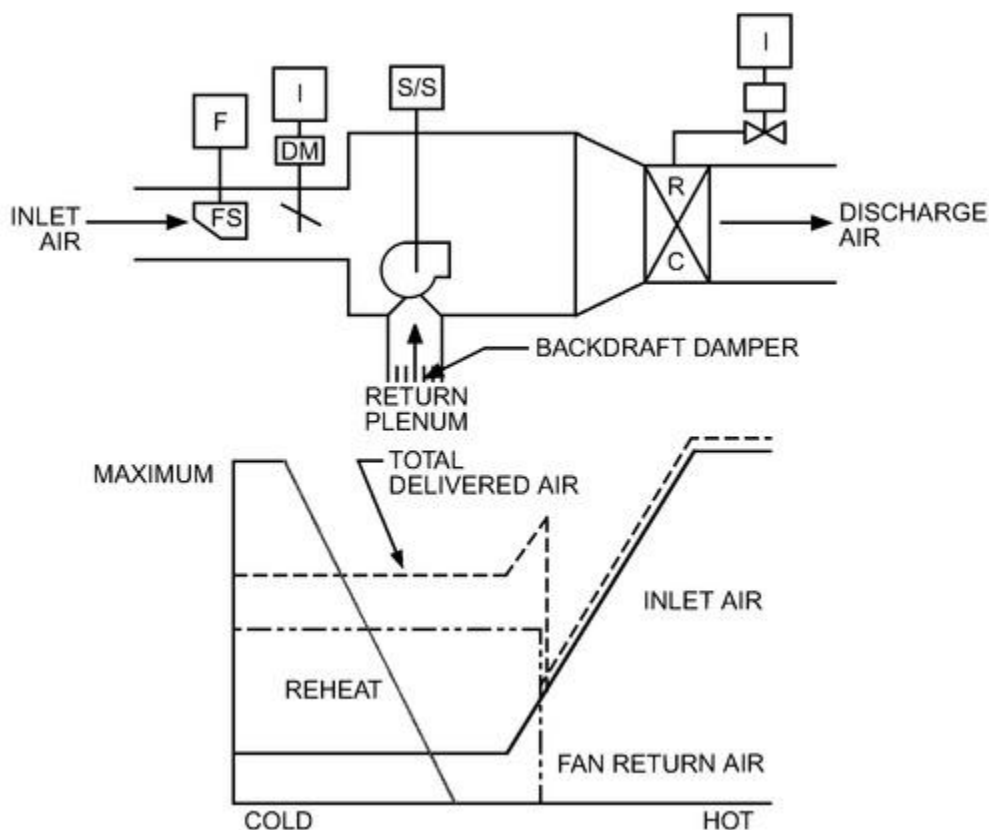 I
F
I
S/S
DM
FS
INLET
AIR
R
C
DISCHARGE
AIR
BACKDRAFT DAMPER
RETURN
PLENUM
MAXIMUM
TOTAL
DELIVERED AIR
INLET AIR
REHEAT
FAN RETURN AIR
COLD
HOT